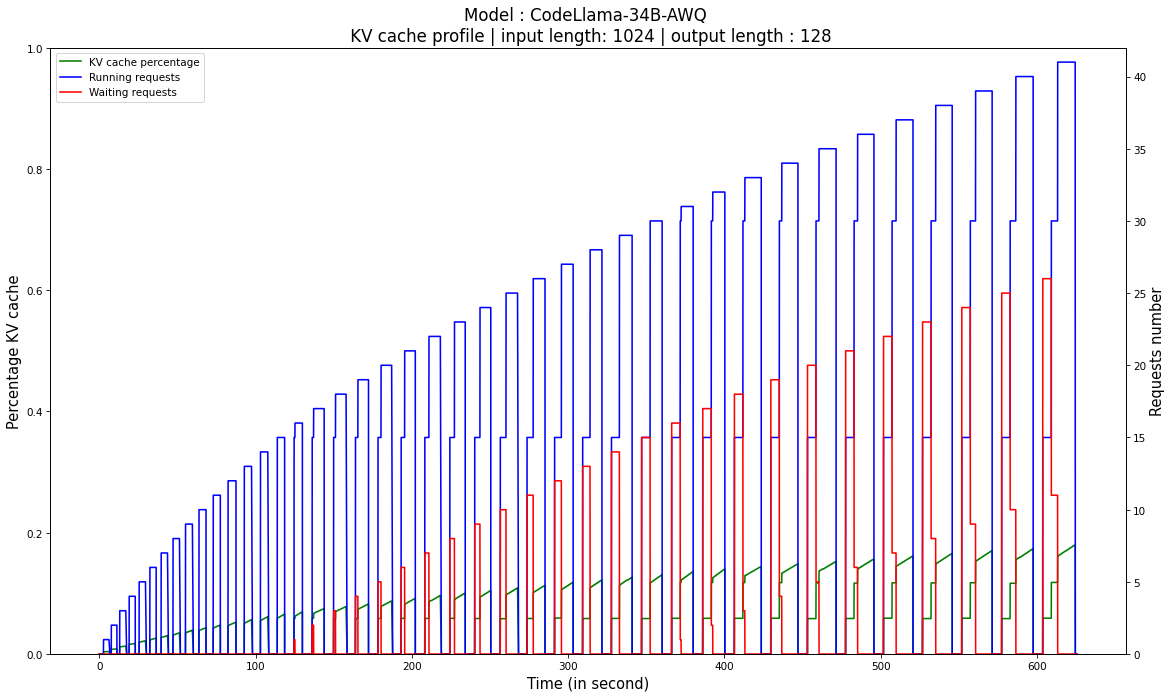 Model : CodeLlama-34B-AWQ
KV cache profile | input length: 1024 | output length : 128
KV cache percentage
Running requests
Waiting requests
1.0
0.8
0.6
0.4
0.2
0.0
Percentage KV cache
40
35
30
25
20
15
10
5
0
Requests number
0 100 200 300 400 500 600
Time (in second)